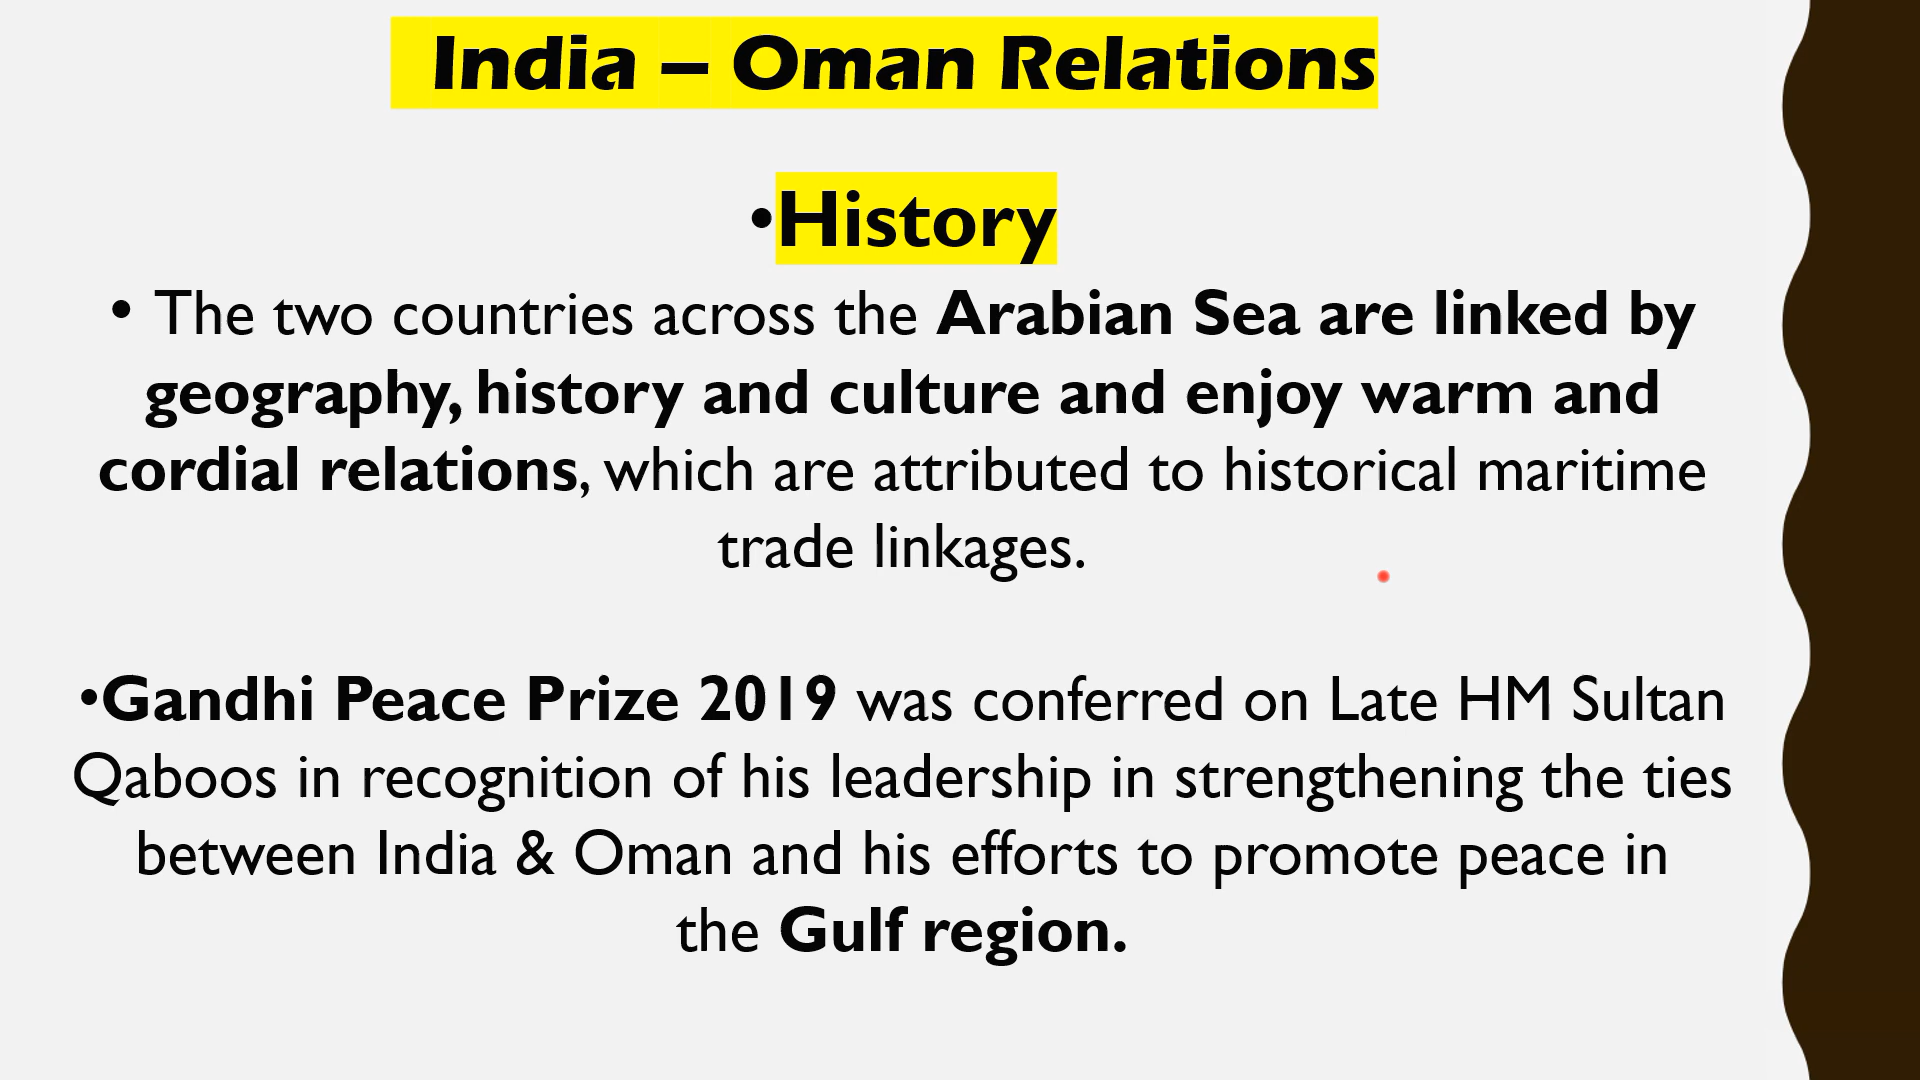 India – Oman Relations
•History
• The two countries across the Arabian Sea are linked by
geography, history and culture and enjoy warm and
cordial relations, which are attributed to historical maritime
trade linkages.
•Gandhi Peace Prize 2019 was conferred on Late HM Sultan
Qaboos in recognition of his leadership in strengthening the ties
between India & Oman and his efforts to promote peace in
the Gulf region.